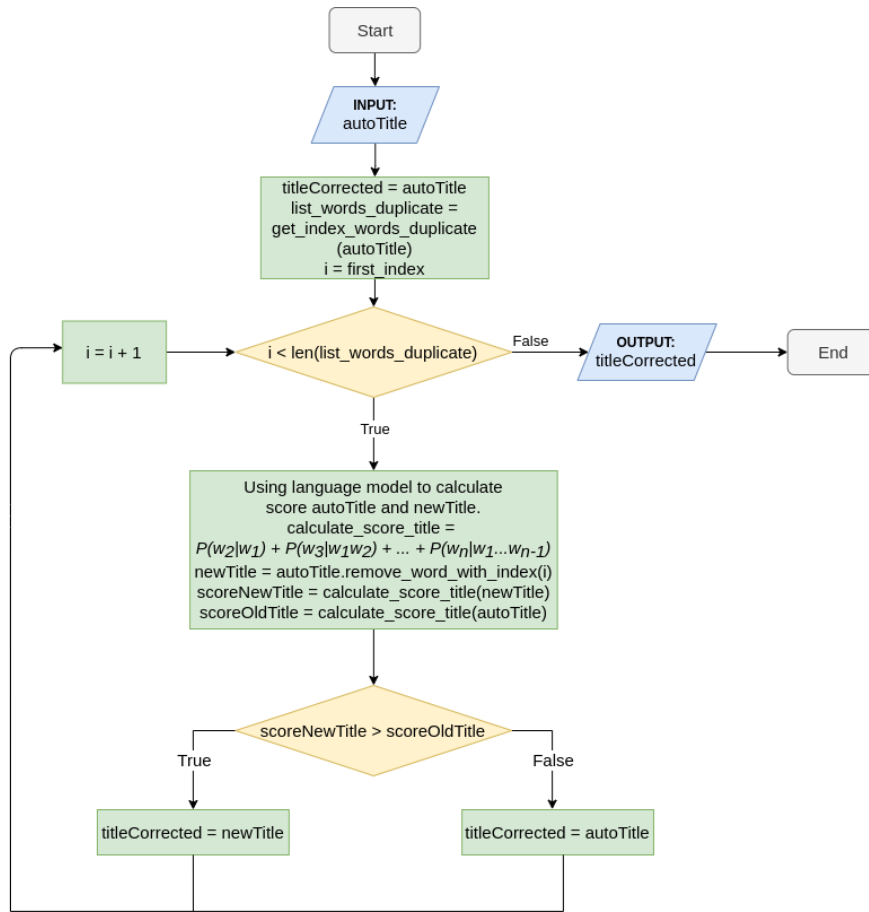 Start
INPUT:
autoTitle
titleCorrected = autoTitle
list_words_duplicate =
get_index_words_duplicate
(autoTitle)
i = first_index
i = i + 1
i < len(list_words_duplicate)
False
OUTPUT:
titleCorrected
End
True
Using language model to calculate
score autoTitle and newTitle.
calculate_score_title =
P(w2|w1) + P(w3|w1w2) + ... + P(wn|w1...wn-1)
newTitle = autoTitle.remove_word_with_index(i)
scoreNewTitle = calculate_score_title(newTitle)
scoreOldTitle = calculate_score_title(autoTitle)
scoreNewTitle > scoreOldTitle
True
False
titleCorrected = newTitle
titleCorrected = autoTitle